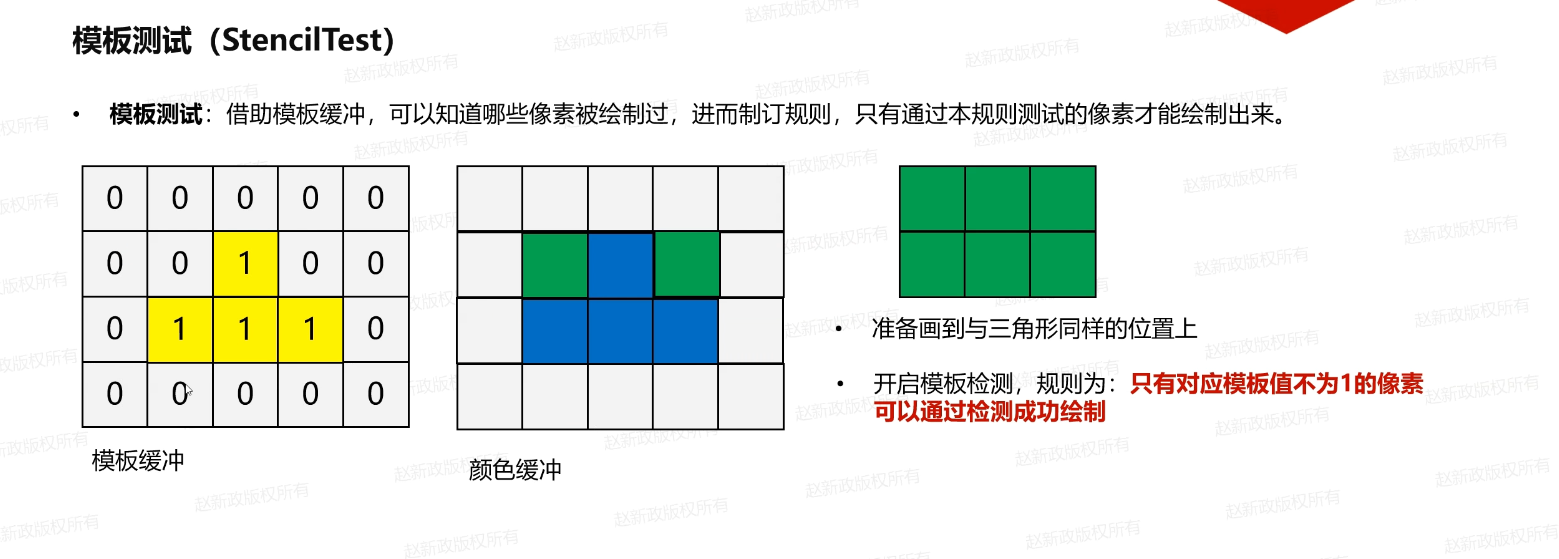 模板测试（StencilTest）
• 模板测试：借助模板缓冲，可以知道哪些像素被绘制过，进而制订规则，只有通过本规则测试的像素才能绘制出来。
0 0 0 0 0
0 0 1 0 0
0 1 1 1 0
0 0 0 0 0
模板缓冲
颜色缓冲
• 准备画到与三角形同样的位置上
• 开启模板检测，规则为：只有对应模板值不为1的像素
可以通过检测成功绘制
赵新政版权所有